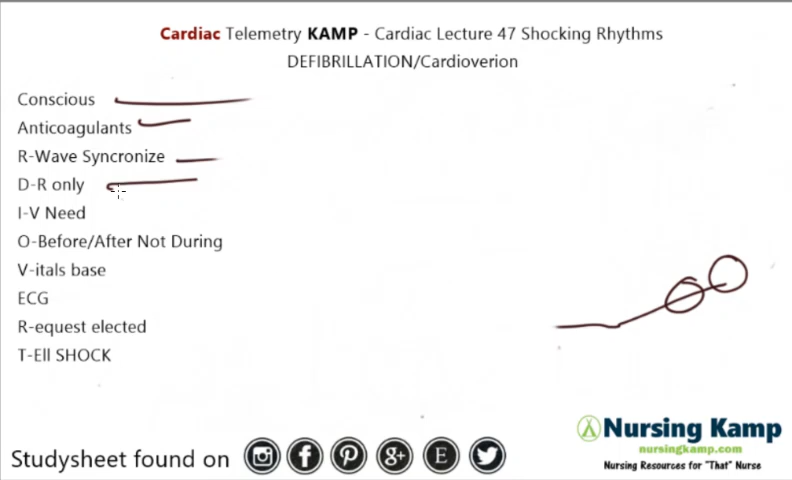 Cardiac Telemetry KAMP - Cardiac Lecture 47 Shocking Rhythms
DEFIBRILLATION/Cardioverion
Conscious
Anticoagulants
R-Wave Syncronize
D-R only
I-V Need
O-Before/After Not During
V-itals base
ECG
R-equest elected
T-Ell SHOCK
Studysheet found on
f
8+
E
Nursing Kamp
nursingkamp.com
Nursing Resources for "That" Nurse